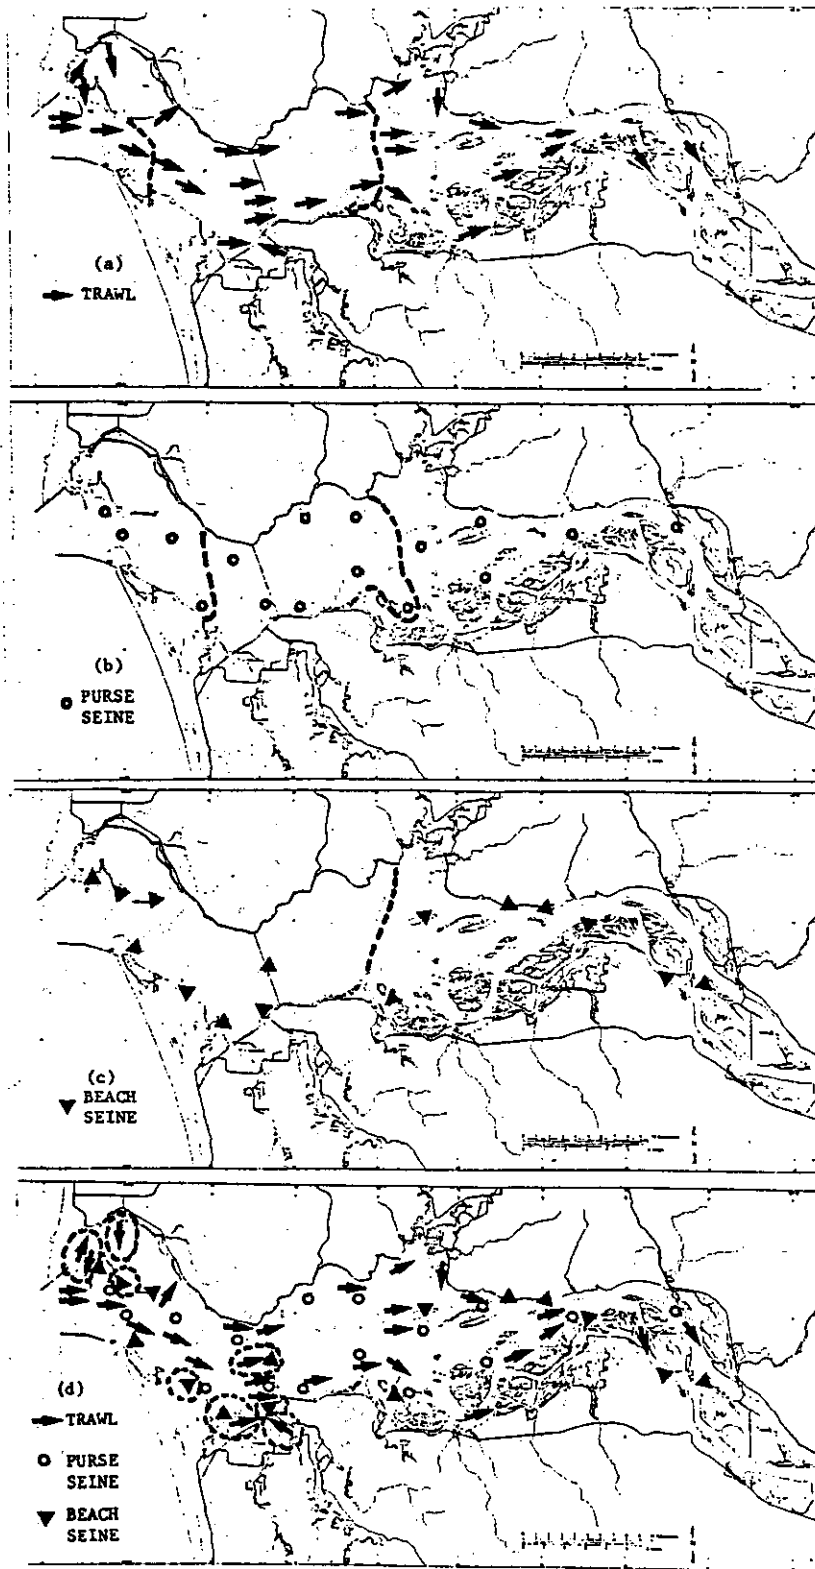 (a)
TRAWL
(b)
PURSE
SEINE
(c)
BEACH
SEINE
(d)
TRAWL
PURSE
SEINE
BEACH
SEINE